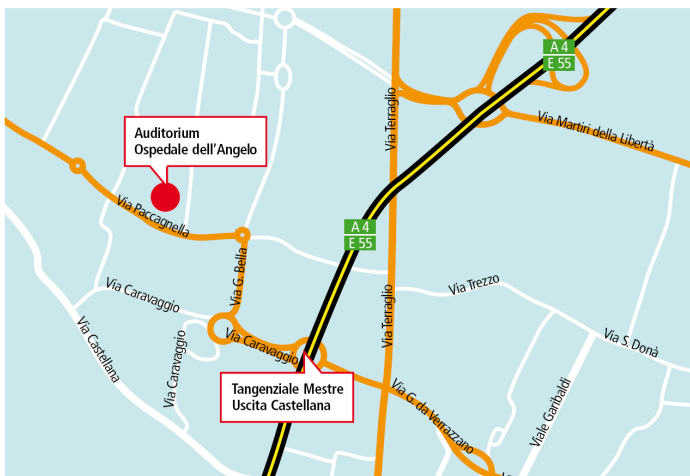 A 4
E 55
Via Terraglio
Via Martiri della Libertà
Auditorium
Ospedale dell'Angelo
Via Paccagnella
A 4
E 55
Via G. Bella
Via Caravaggio
Via Trezzo
Via Terraglio
Via Castellana
Via Caravaggio
Via Caravaggio
Via S. Donà
Tangenziale Mestre
Uscita Castellana
Via G. da Verrazzano
Viale Garibaldi